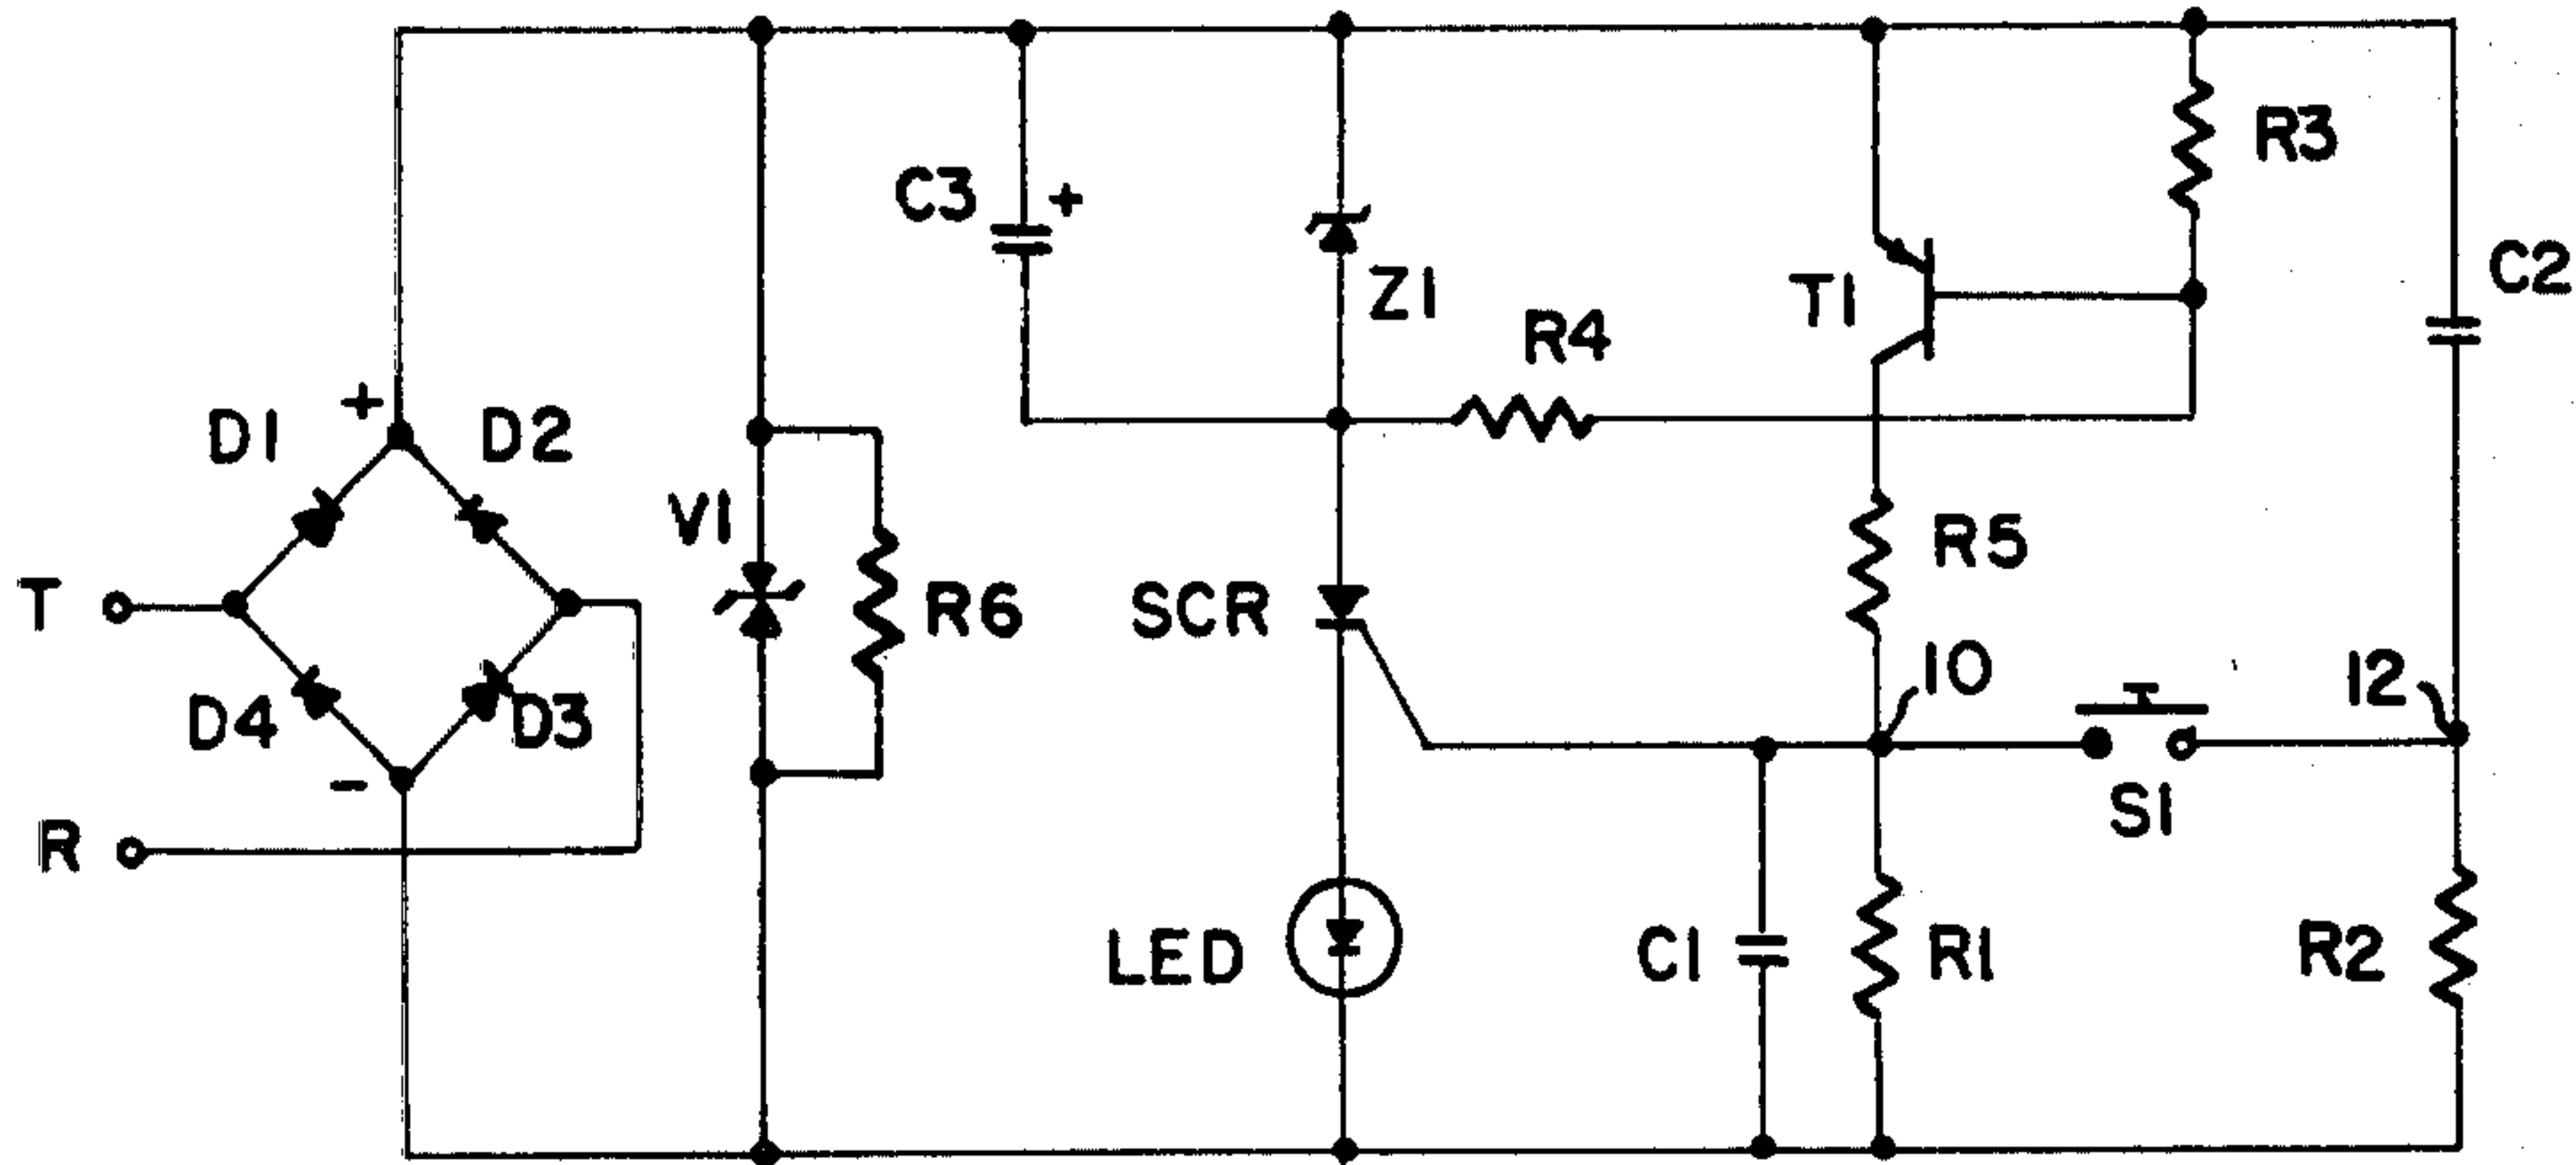 R3
C3 +
C2
Z1
T1
R4
+
D1
D2
V1
R5
SCR
R6
T
10
12
D4
D3
-
S1
R
LED
C1
R1
R2